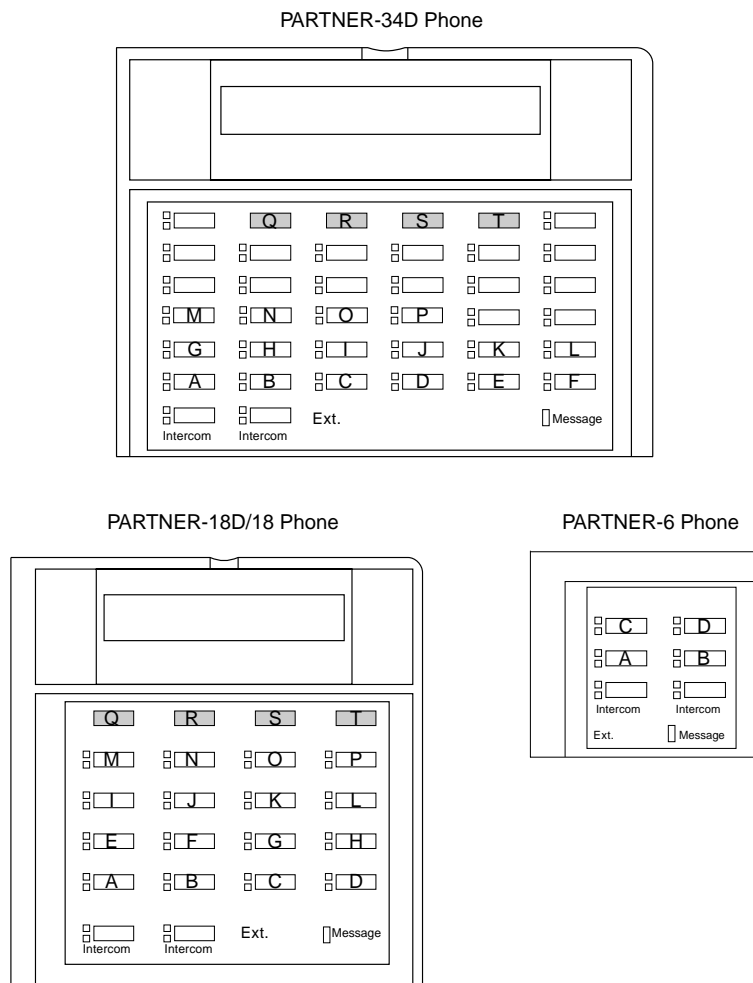 PARTNER-34D Phone
Q R S T
M N O P
G H I J K L
A B C D E F
Ext. Message
Intercom Intercom
PARTNER-18D/18 Phone
Q R S T
M N O P
I J K L
E F G H
A B C D
Ext. Message
Intercom Intercom
PARTNER-6 Phone
C D
A B
Intercom Intercom
Ext. Message